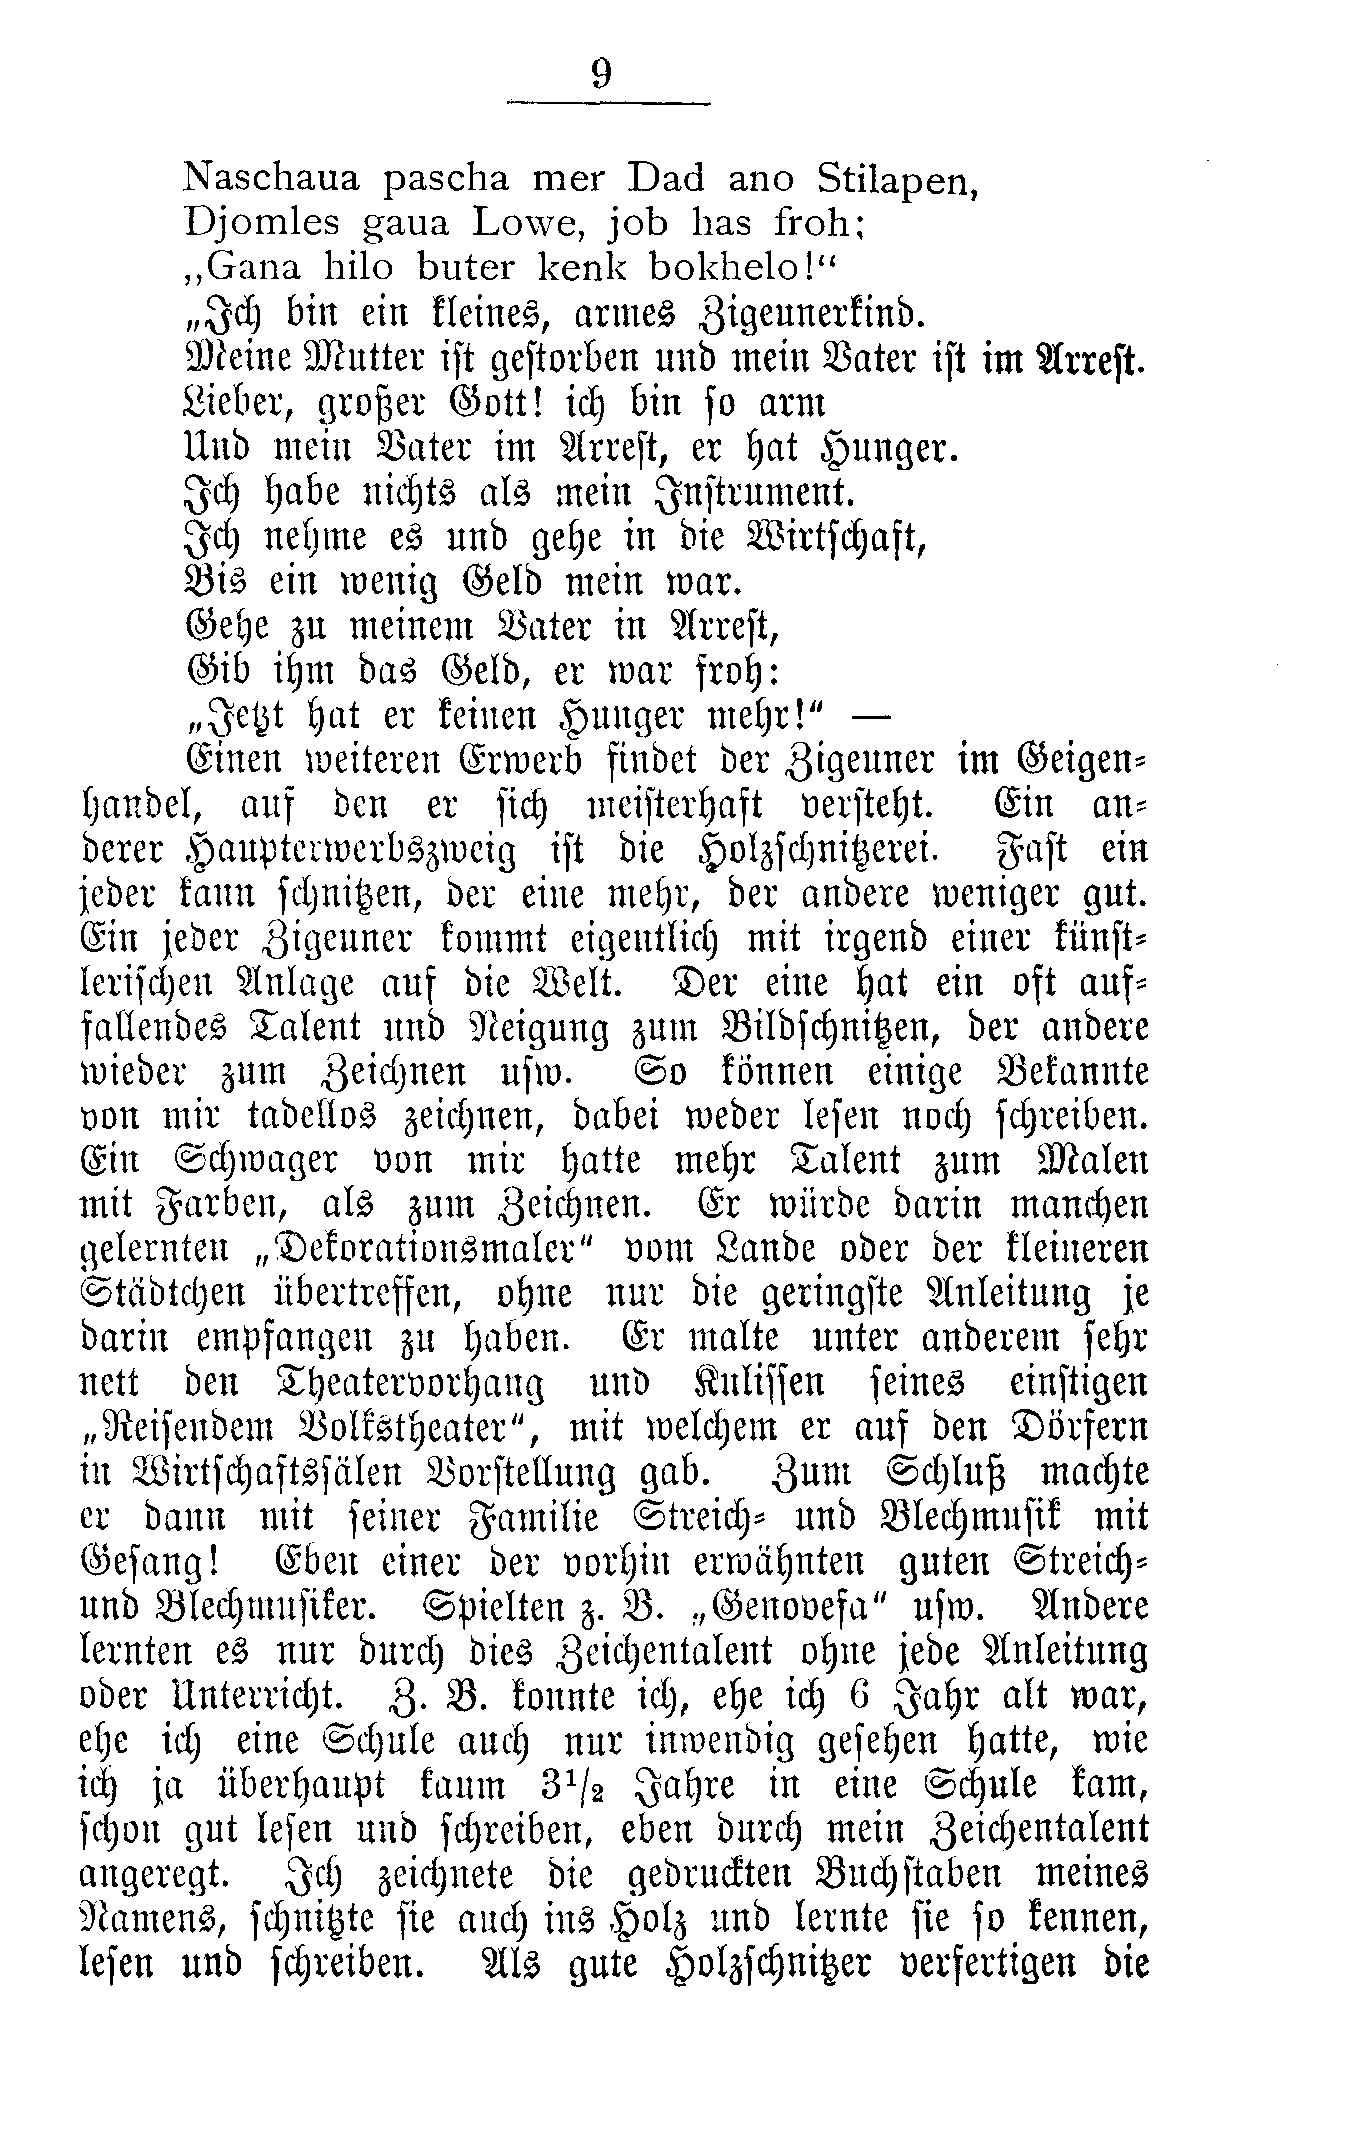 9
Naschaua pascha mer Dad ano Stilapen,
Djomles gaua Lowe, job has froh;
„Gana hilo buter kenk bokhelo!“
„Ich bin ein kleines, armes Zigeunerkind.
Meine Mutter ist gestorben und mein Vater ist im Arrest.
Lieber, großer Gott! ich bin so arm
Und mein Vater im Arrest, er hat Hunger.
Ich habe nichts als mein Instrument.
Ich nehme es und gehe in die Wirtschaft,
Bis ein wenig Geld mein war.
Gehe zu meinem Vater in Arrest,
Gib ihm das Geld, er war froh:
„Jetzt hat er keinen Hunger mehr!“ —
Einen weiteren Erwerb findet der Zigeuner im Geigen-
handel, auf den er sich meisterhaft versteht. Ein an-
derer Haupterwerbszweig ist die Holzschnitzerei. Fast ein
jeder kann schnitzen, der eine mehr, der andere weniger gut.
Ein jeder Zigeuner kommt eigentlich mit irgend einer künst-
lerischen Anlage auf die Welt. Der eine hat ein oft auf-
fallendes Talent und Neigung zum Bildschnitzen, der andere
wieder zum Zeichnen usw. So können einige Bekannte
von mir tadellos zeichnen, dabei weder lesen noch schreiben.
Ein Schwager von mir hatte mehr Talent zum Malen
mit Farben, als zum Zeichnen. Er würde darin manchen
gelernten „Dekorationsmaler“ vom Lande oder der kleineren
Städtchen übertreffen, ohne nur die geringste Anleitung je
darin empfangen zu haben. Er malte unter anderem sehr
nett den Theatervorhang und Kulissen seines einstigen
„Reisendem Volkstheater“, mit welchem er auf den Dörfern
in Wirtschaftssälen Vorstellung gab. Zum Schluß machte
er dann mit seiner Familie Streich- und Blechmusik mit
Gesang! Eben einer der vorhin erwähnten guten Streich-
und Blechmusiker. Spielten z. B. „Genovefa“ usw. Andere
lernten es nur durch dies Zeichentalent ohne jede Anleitung
oder Unterricht. Z. B. konnte ich, ehe ich 6 Jahr alt war,
ehe ich eine Schule auch nur inwendig gesehen hatte, wie
ich ja überhaupt kaum 3½ Jahre in eine Schule kam,
schon gut lesen und schreiben, eben durch mein Zeichentalent
angeregt. Ich zeichnete die gedruckten Buchstaben meines
Namens, schnitzte sie auch ins Holz und lernte sie so kennen,
lesen und schreiben. Als gute Holzschnitzer verfertigen die